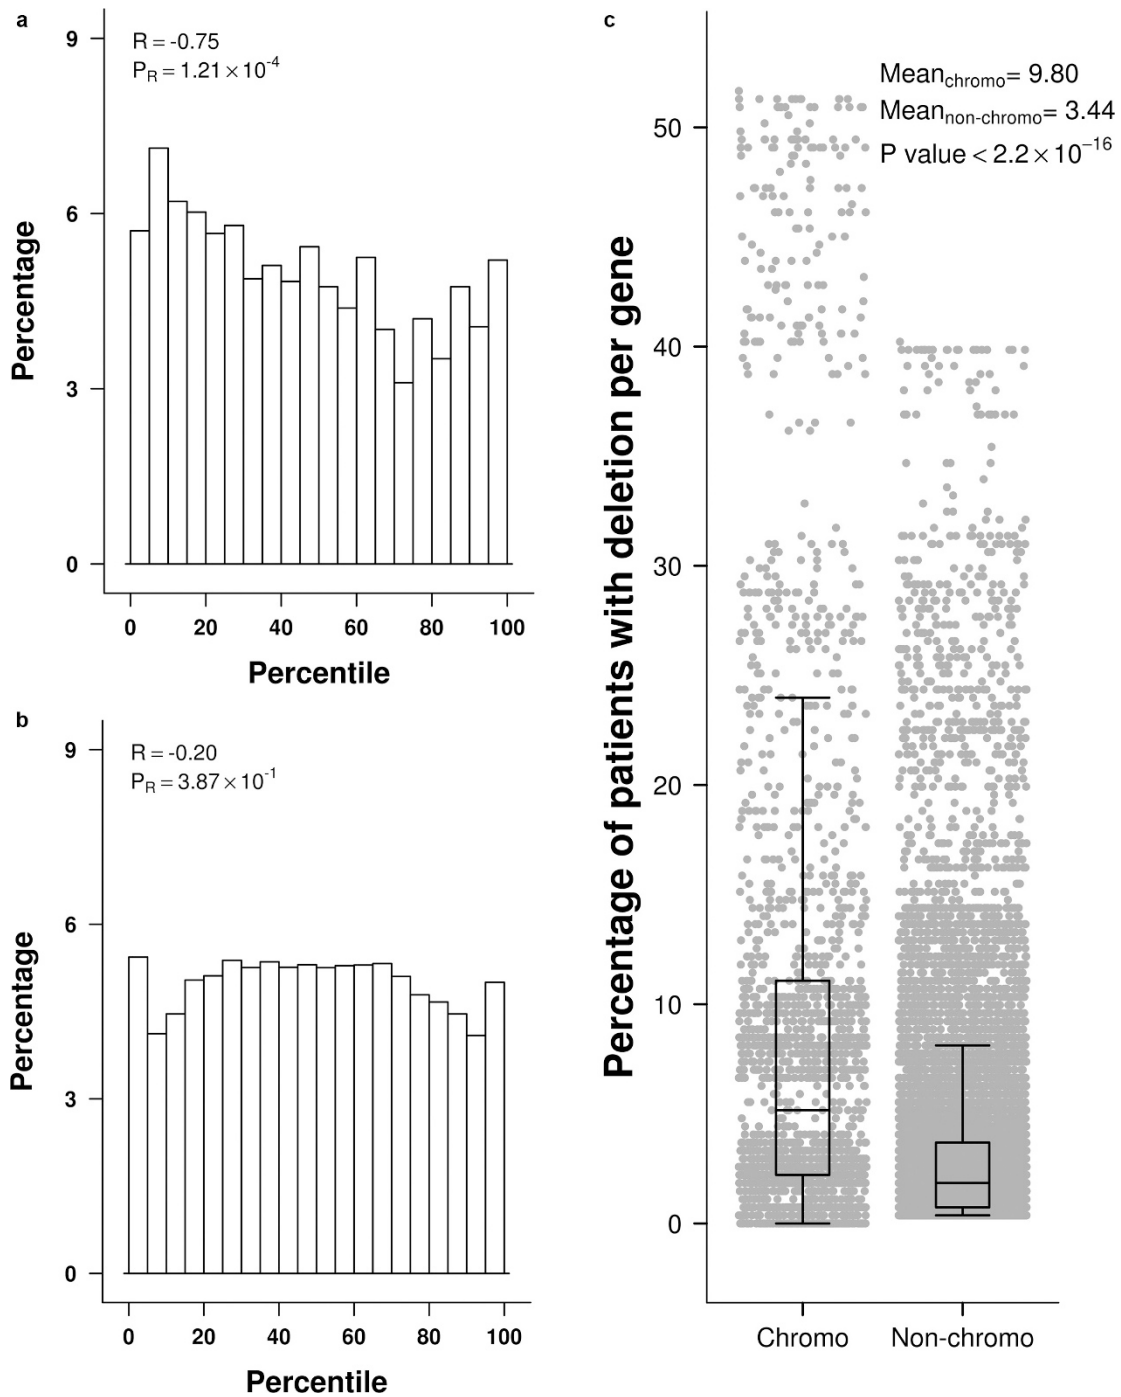 a
9
6
3
0
R = -0.75
P_R = 1.21 × 10^-4
Percentage
0 20 40 60 80 100
Percentile
b
9
6
3
0
R = -0.20
P_R = 3.87 × 10^-1
Percentage
0 20 40 60 80 100
Percentile
c
Mean_chromo = 9.80
Mean_non-chromo = 3.44
P value < 2.2 × 10^-16
Percentage of patients with deletion per gene
50
40
30
20
10
0
Chromo Non-chromo